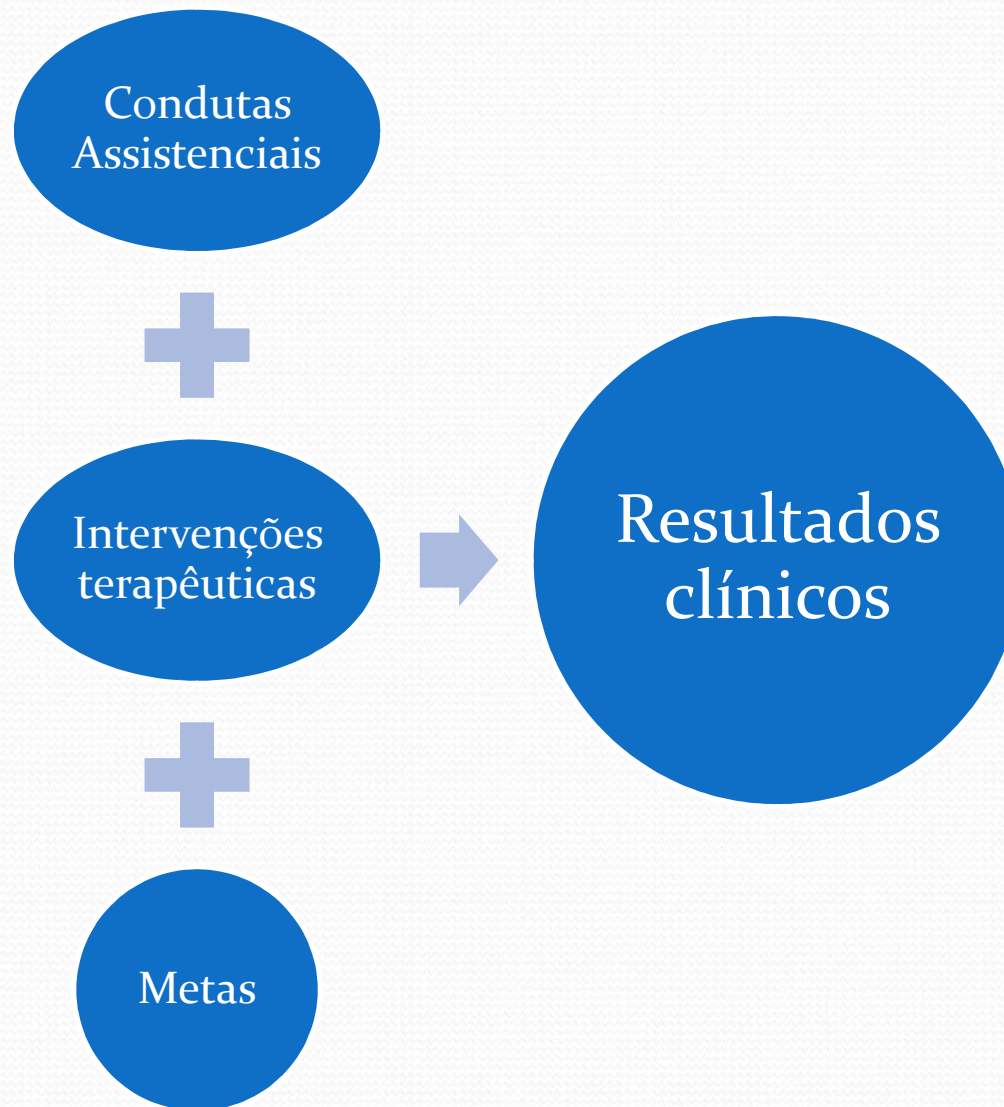 Condutas
Assistenciais
Intervenções
terapêuticas
Metas
Resultados
clínicos